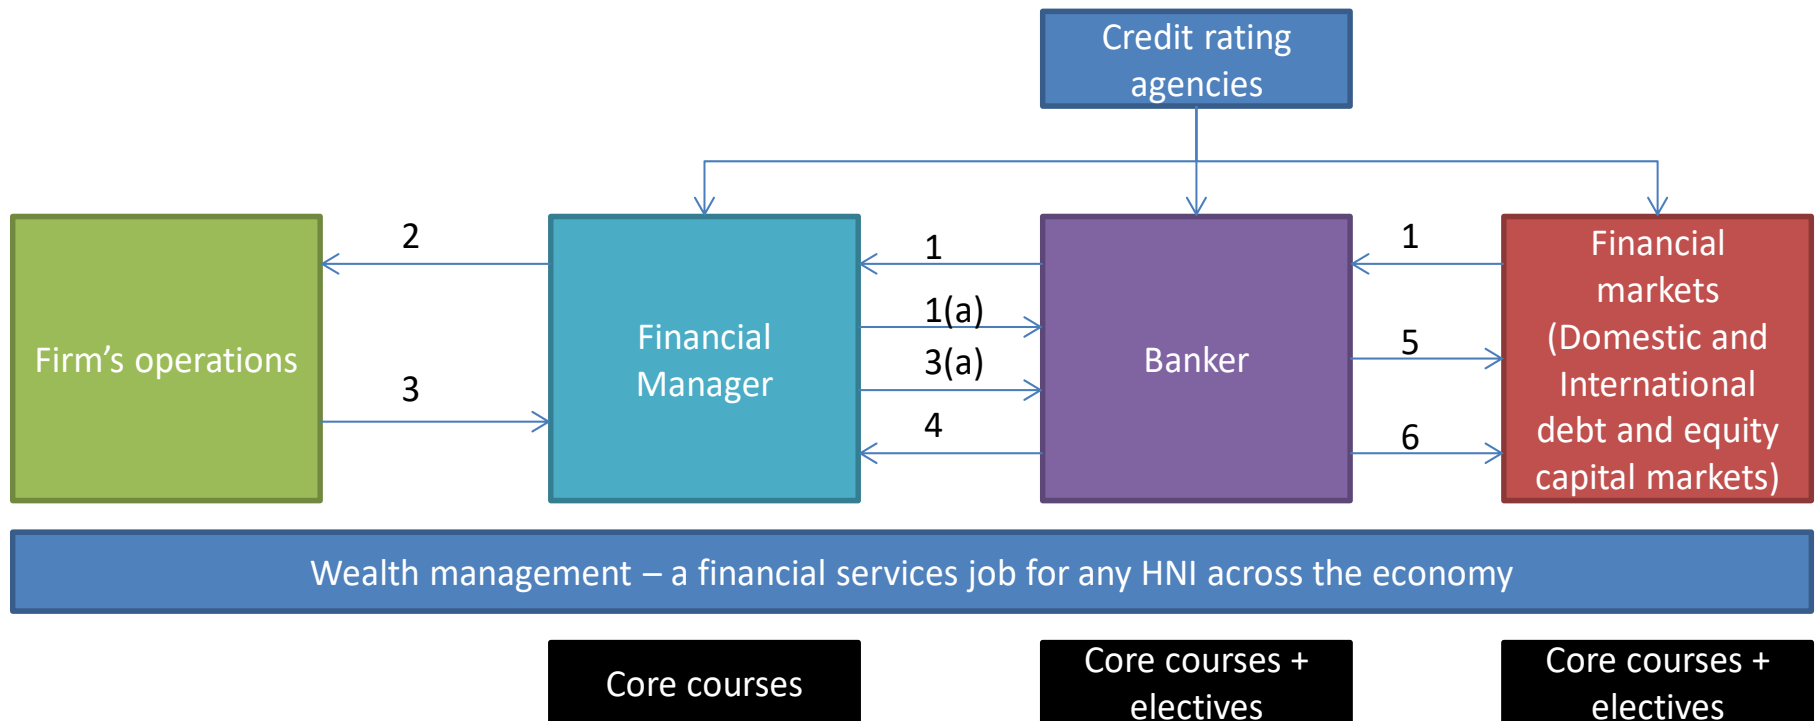 Credit rating
agencies
2
1
1
Firm’s operations
Financial
Manager
1(a)
3(a)
Banker
5
Financial
markets
(Domestic and
International
debt and equity
capital markets)
3
4
6
Wealth management – a financial services job for any HNI across the economy
Core courses
Core courses +
electives
Core courses +
electives